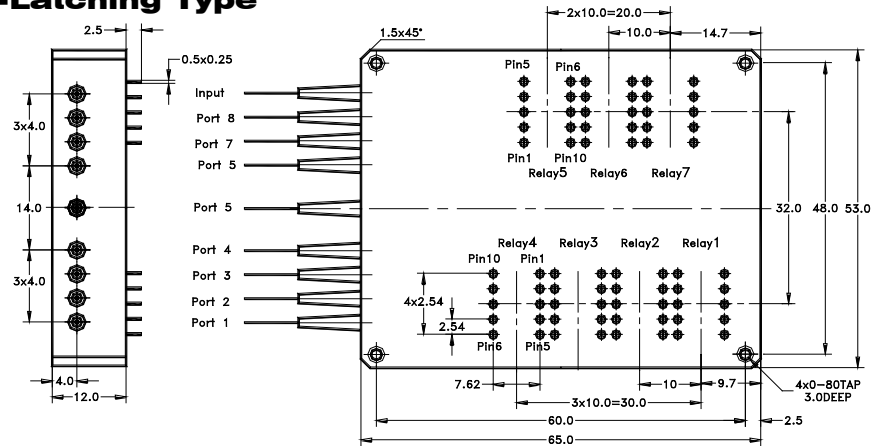 -Latching Type
2x10.0=20.0
2.5
10.0
14.7
1.5x45°
0.5x0.25
Pin5
Pin6
Input
Port 8
3x4.0
Port 7
Pin1
Pin10
Port 5
Relay5
Relay6
Relay7
14.0
Port 5
32.0
48.0
53.0
Relay4
Relay3
Relay2
Relay1
Port 4
Pin10
Pin1
Port 3
3x4.0
4x2.54
Port 2
2.54
Port 1
Pin6
Pin5
4.0
7.62
10
9.7
4x0-80TAP
3.0DEEP
12.0
3x10.0=30.0
60.0
2.5
65.0